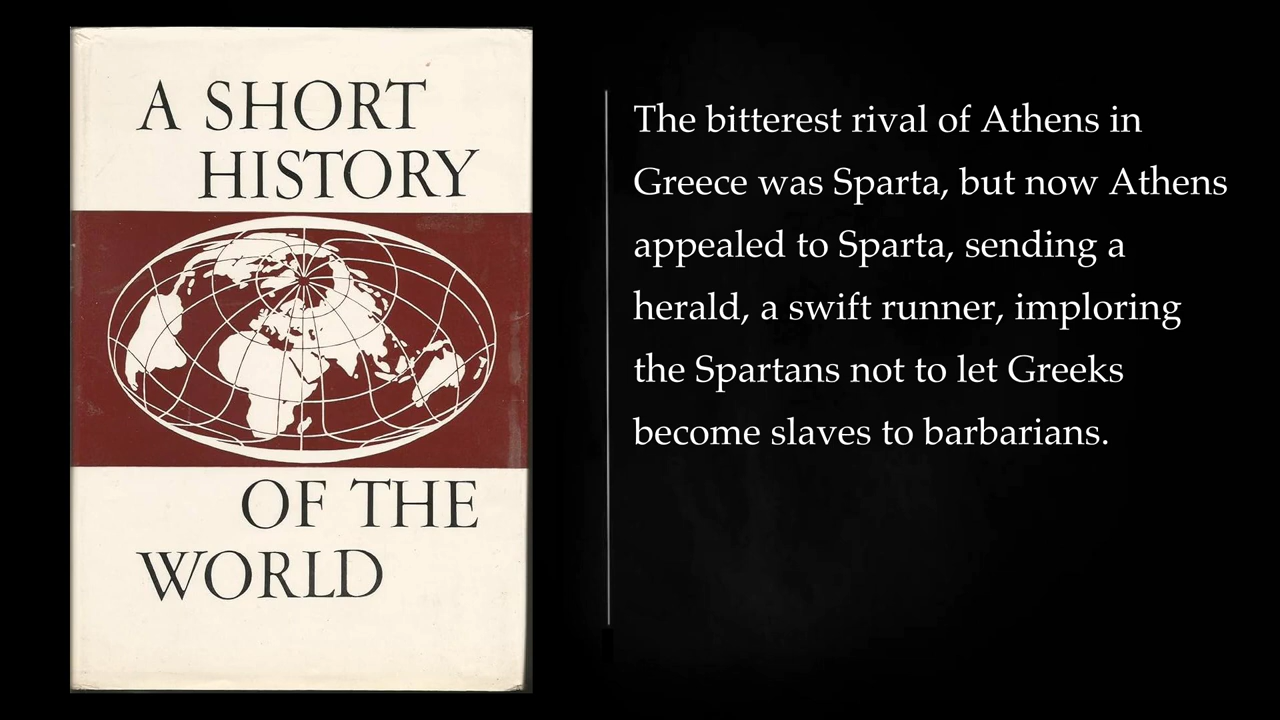 A SHORT
HISTORY
OF THE
WORLD
The bitterest rival of Athens in
Greece was Sparta, but now Athens
appealed to Sparta, sending a
herald, a swift runner, imploring
the Spartans not to let Greeks
become slaves to barbarians.